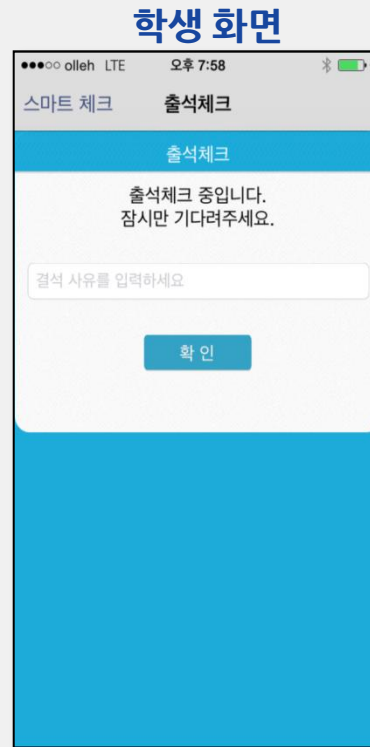 학생 화면
olleh LTE 오후 7:58
스마트 체크 출석체크
출석체크
출석체크 중입니다.
잠시만 기다려주세요.
결석 사유를 입력하세요
확 인